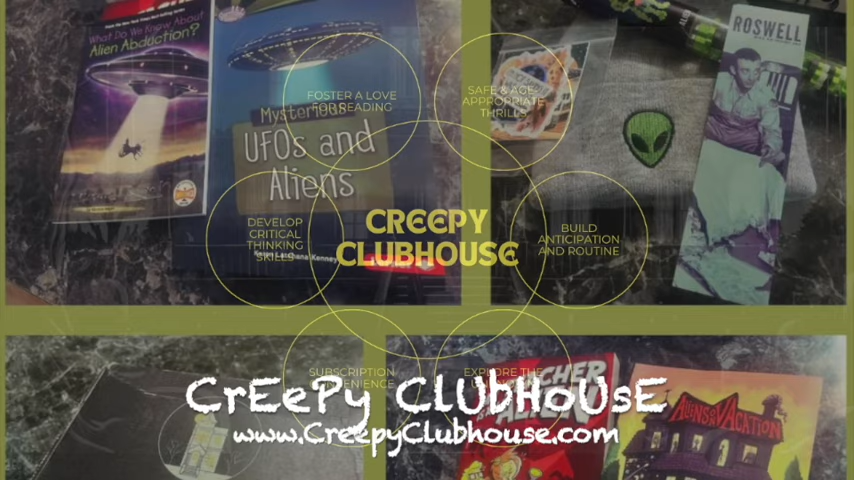 What Do We Know About
Alien Abduction?
Mysterious
UFOs and
Aliens
ROSWELL
FOSTER A LOVE
FOR READING
SAFE & AGE-
APPROPRIATE
THRILLS
DEVELOP
CRITICAL
THINKING
SKILLS
CREEPY
CLUBHOUSE
BUILD
ANTICIPATION
AND ROUTINE
Kenney
SUBSCRIPTION
EXPLORE THE
ALIEN
ALIENS ON VACATION
CrEePy ClUbHoUsE
www.CreepyClubhouse.com